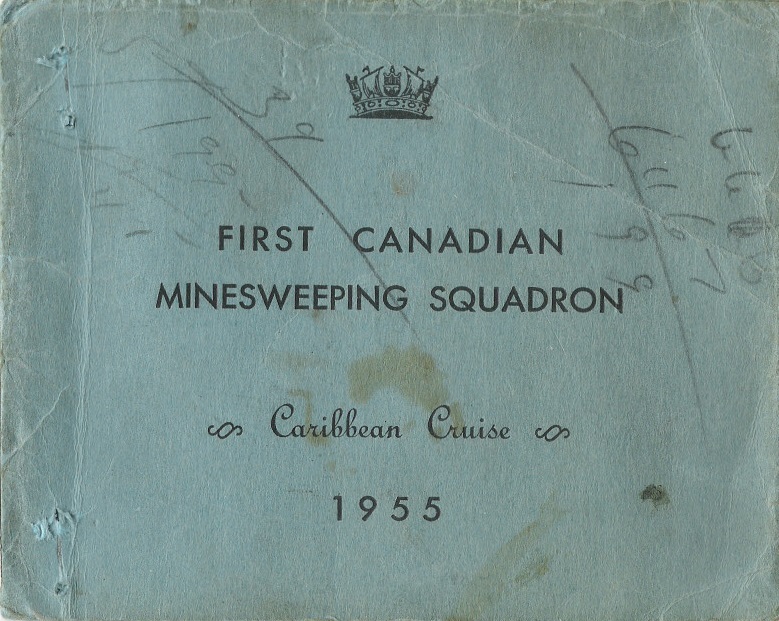 FIRST CANADIAN
MINESWEEPING SQUADRON
Caribbean Cruise
1955